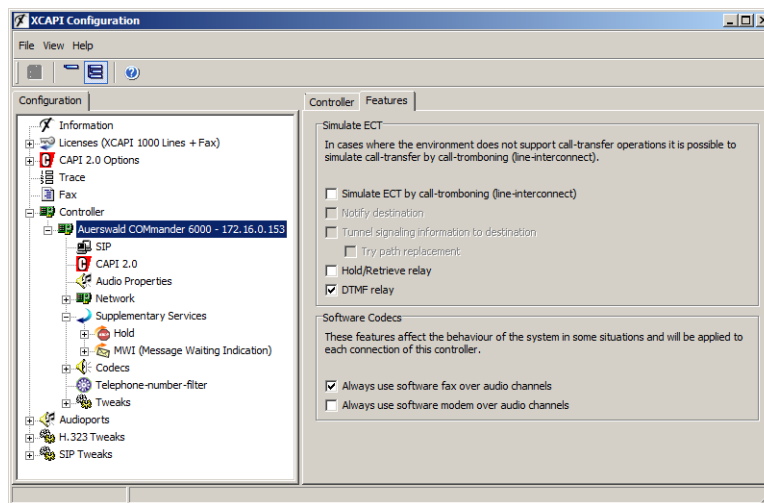 XCAPI Configuration
File View Help
Configuration
Information
Licenses (XCAPI 1000 Lines + Fax)
CAPI 2.0 Options
Trace
Fax
Controller
Auerswald COMmander 6000 - 172.16.0.153
SIP
CAPI 2.0
Audio Properties
Network
Supplementary Services
Hold
MWI (Message Waiting Indication)
Codecs
Telephone-number-filter
Tweaks
Audioports
H.323 Tweaks
SIP Tweaks
Controller Features
Simulate ECT
In cases where the environment does not support call-transfer operations it is possible to
simulate call-transfer by call-tromboning (line-interconnect).
Simulate ECT by call-tromboning (line-interconnect)
Notify destination
Tunnel signaling information to destination
Try path replacement
Hold/Retrieve relay
DTMF relay
Software Codecs
These features affect the behaviour of the system in some situations and will be applied to
each connection of this controller.
Always use software fax over audio channels
Always use software modem over audio channels